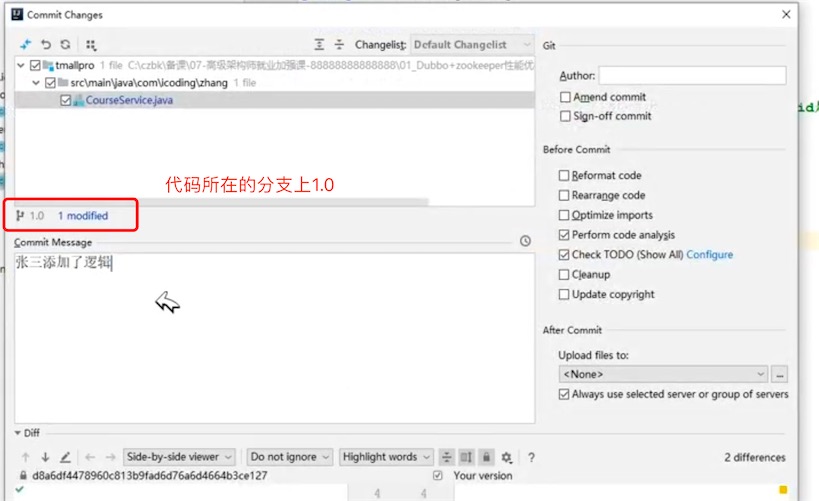 Commit Changes
Changelist: Default Changelist
tmallpro 1 file C:\czbk\备课\07-高级架构师就业加强课-88888888888888\01_Dubbo+zookeeper性能优
src\main\java\com\icoding\zhang 1 file
CourseService.java
代码所在的分支上1.0
1.0 1 modified
Commit Message
张三添加了逻辑
Git
Author:
Amend commit
Sign-off commit
Before Commit
Reformat code
Rearrange code
Optimize imports
Perform code analysis
Check TODO (Show All) Configure
Cleanup
Update copyright
After Commit
Upload files to:
<None> ...
Always use selected server or group of servers
Diff
Side-by-side viewer Do not ignore Highlight words ? 2 differences
d8a6df4478960c813b9fad6d76a6d4664b3ce127 Your version
4 4
id